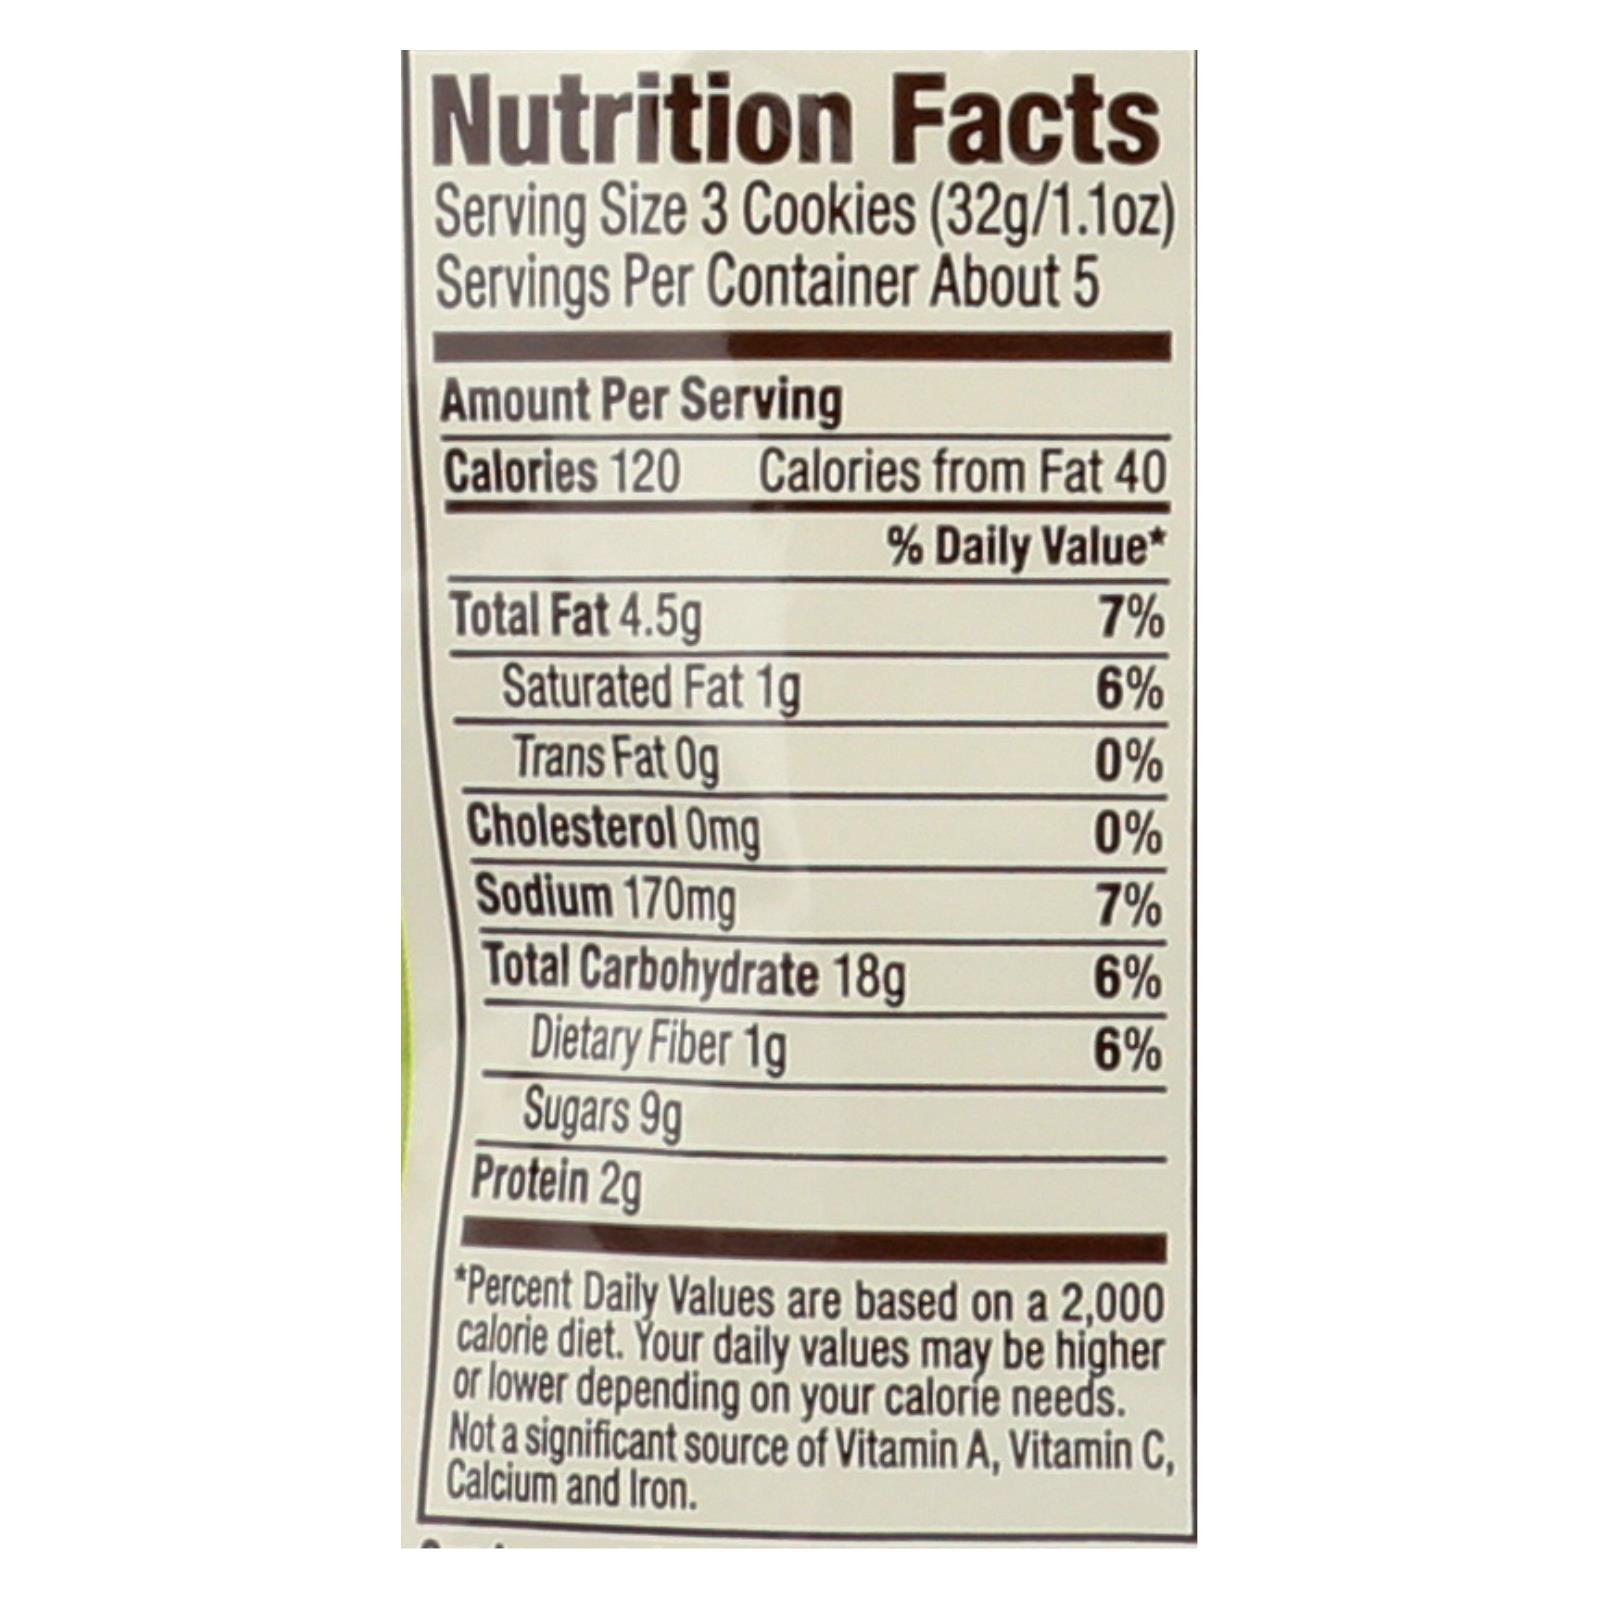 Nutrition Facts
Serving Size 3 Cookies (32g/1.1oz)
Servings Per Container About 5
Amount Per Serving
Calories 120 Calories from Fat 40
% Daily Value*
Total Fat 4.5g 7%
Saturated Fat 1g 6%
Trans Fat 0g 0%
Cholesterol 0mg 0%
Sodium 170mg 7%
Total Carbohydrate 18g 6%
Dietary Fiber 1g 6%
Sugars 9g
Protein 2g
*Percent Daily Values are based on a 2,000
calorie diet. Your daily values may be higher
or lower depending on your calorie needs.
Not a significant source of Vitamin A, Vitamin C,
Calcium and Iron.